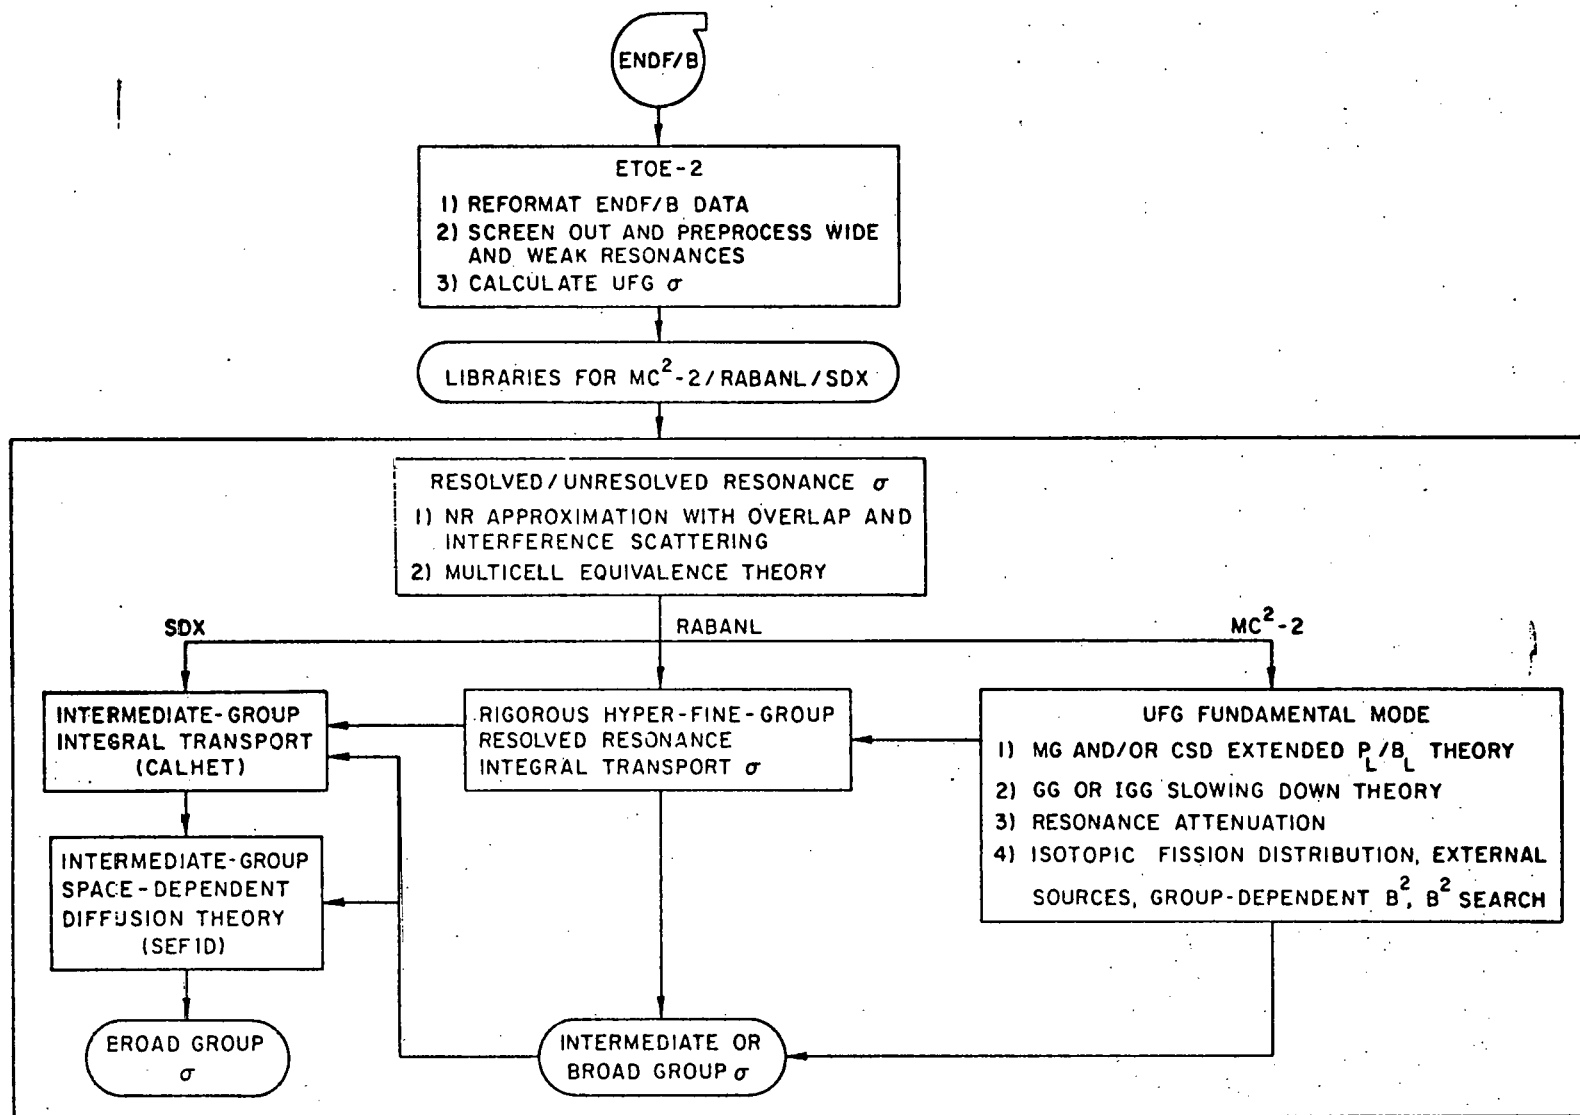 ENDF/B
ETOE-2
1) REFORMAT ENDF/B DATA
2) SCREEN OUT AND PREPROCESS WIDE
AND WEAK RESONANCES
3) CALCULATE UFG σ
LIBRARIES FOR MC²-2/RABANL/SDX
RESOLVED/UNRESOLVED RESONANCE σ
1) NR APPROXIMATION WITH OVERLAP AND
INTERFERENCE SCATTERING
2) MULTICELL EQUIVALENCE THEORY
SDX
RABANL
MC²-2
INTERMEDIATE-GROUP
INTEGRAL TRANSPORT
(CALHET)
RIGOROUS HYPER-FINE-GROUP
RESOLVED RESONANCE
INTEGRAL TRANSPORT σ
UFG FUNDAMENTAL MODE
1) MG AND/OR CSD EXTENDED P_L/B_L THEORY
2) GG OR IGG SLOWING DOWN THEORY
3) RESONANCE ATTENUATION
4) ISOTOPIC FISSION DISTRIBUTION, EXTERNAL
SOURCES, GROUP-DEPENDENT B², B² SEARCH
INTERMEDIATE-GROUP
SPACE-DEPENDENT
DIFFUSION THEORY
(SEFID)
EROAD GROUP
σ
INTERMEDIATE OR
BROAD GROUP σ